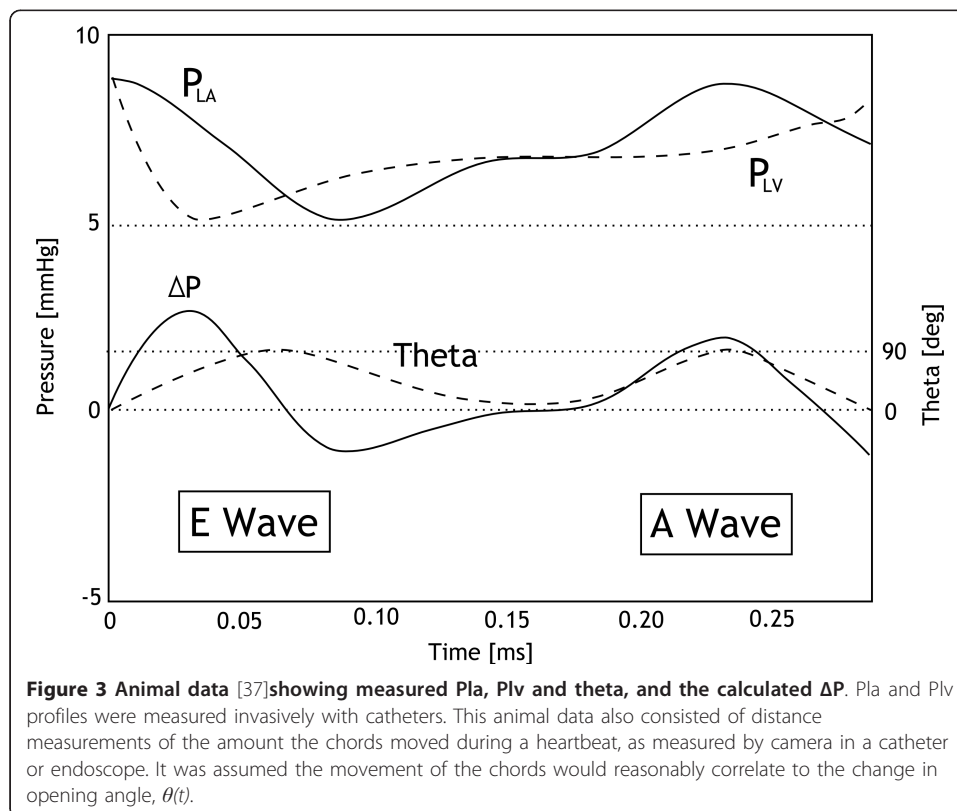 10
P_LA
P_LV
5
Pressure [mmHg]
ΔP
Theta
90
0
0
Theta [deg]
E Wave
A Wave
-5
0 0.05 0.10 0.15 0.20 0.25
Time [ms]
Figure 3 Animal data [37]showing measured Pla, Plv and theta, and the calculated ΔP. Pla and Plv
profiles were measured invasively with catheters. This animal data also consisted of distance
measurements of the amount the chords moved during a heartbeat, as measured by camera in a catheter
or endoscope. It was assumed the movement of the chords would reasonably correlate to the change in
opening angle, θ(t).